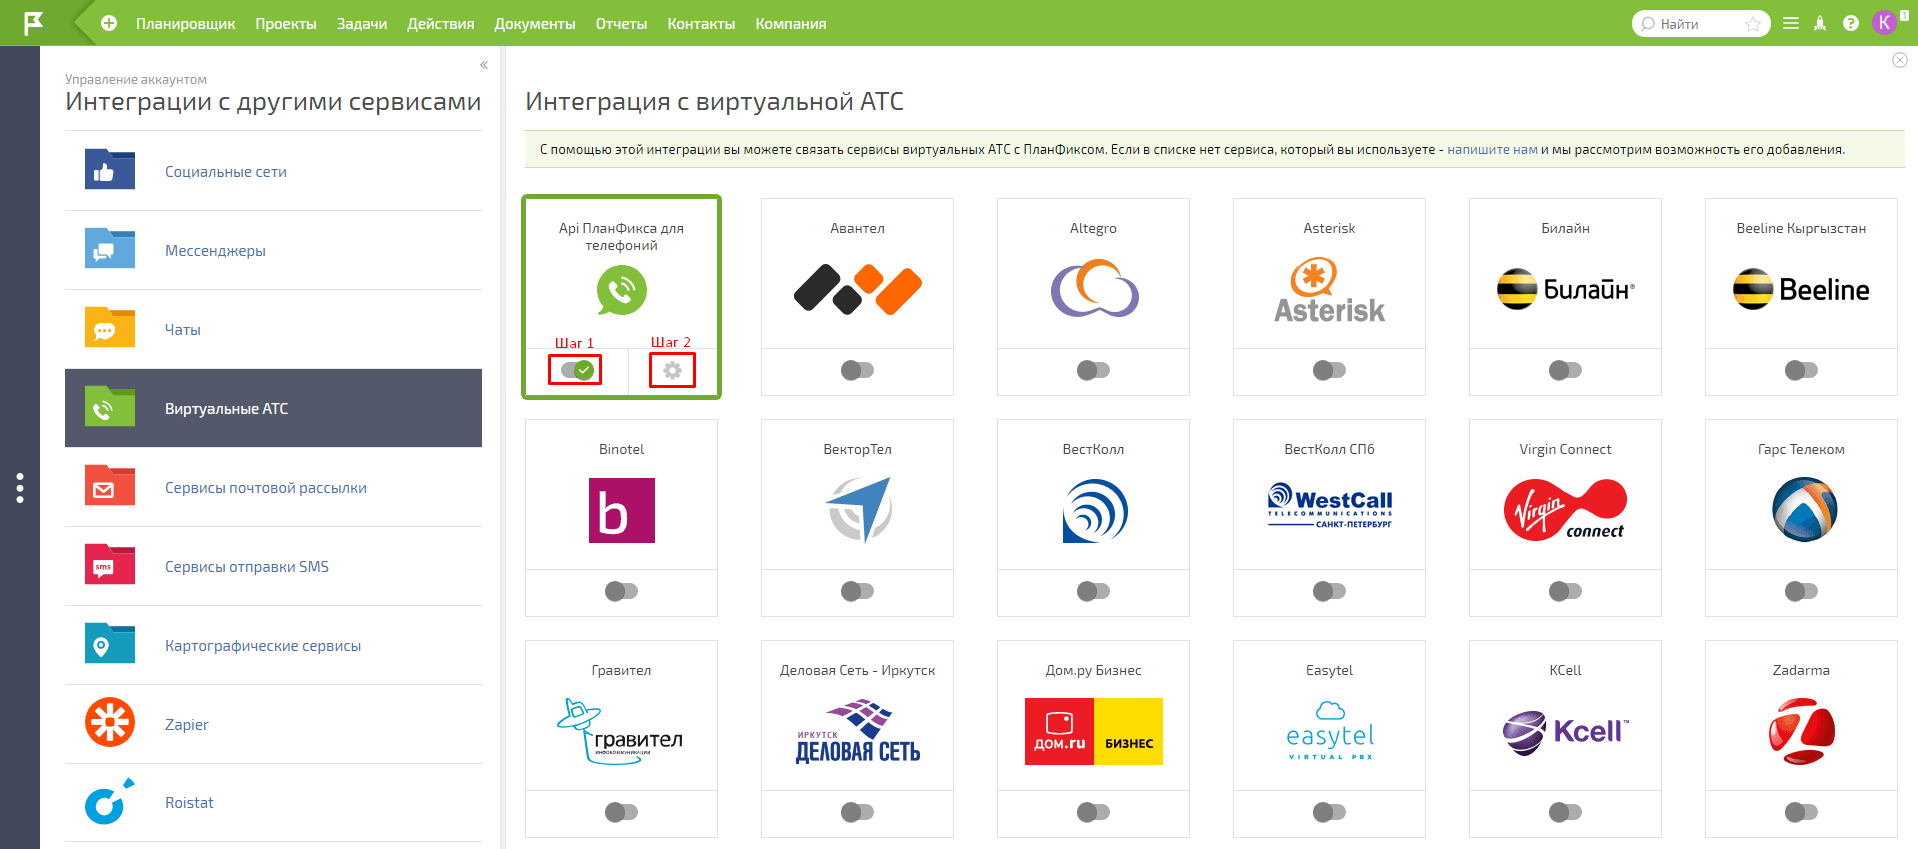 Планировщик Проекты Задачи Действия Документы Отчеты Контакты Компания
Найти
К
1
Управление аккаунтом
Интеграции с другими сервисами
Социальные сети
Мессенджеры
Чаты
Виртуальные АТС
Сервисы почтовой рассылки
sms
Сервисы отправки SMS
Картографические сервисы
Zapier
Roistat
Интеграция с виртуальной АТС
С помощью этой интеграции вы можете связать сервисы виртуальных АТС с ПланФиксом. Если в списке нет сервиса, который вы используете - напишите нам и мы рассмотрим возможность его добавления.
Api ПланФикса для
телефоний
Шаг 1
Шаг 2
Авантел
Altegro
Asterisk
Asterisk
Билайн
Билайн®
Beeline Кыргызстан
Beeline
Binotel
b
ВекторТел
ВестКолл
ВестКолл СПб
WestCall
TELECOMMUNICATIONS
САНКТ-ПЕТЕРБУРГ
Virgin Connect
Virgin
connect
Гарс Телеком
Гравител
гравител
инфокоммуникации
Деловая Сеть - Иркутск
ИРКУТСК
ДЕЛОВАЯ СЕТЬ
Дом.ру Бизнес
ДОМ.ru БИЗНЕС
Easytel
easytel
VIRTUAL PBX
KCell
Kcell™
Zadarma